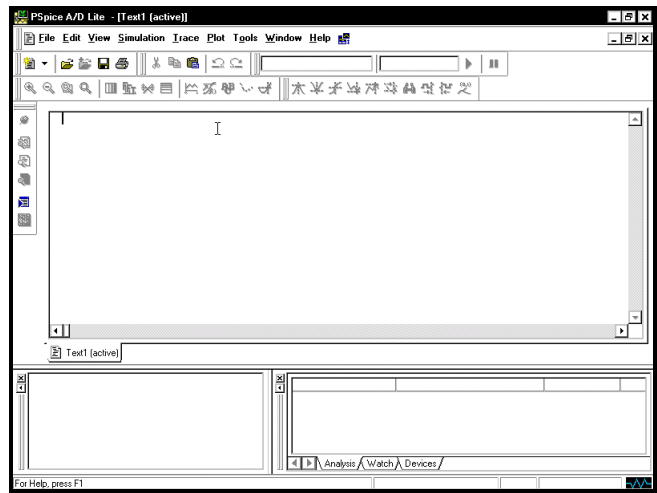 PSpice A/D Lite - [Text1 (active)]
File Edit View Simulation Trace Plot Tools Window Help
Text1 (active)
Analysis Watch Devices
For Help, press F1